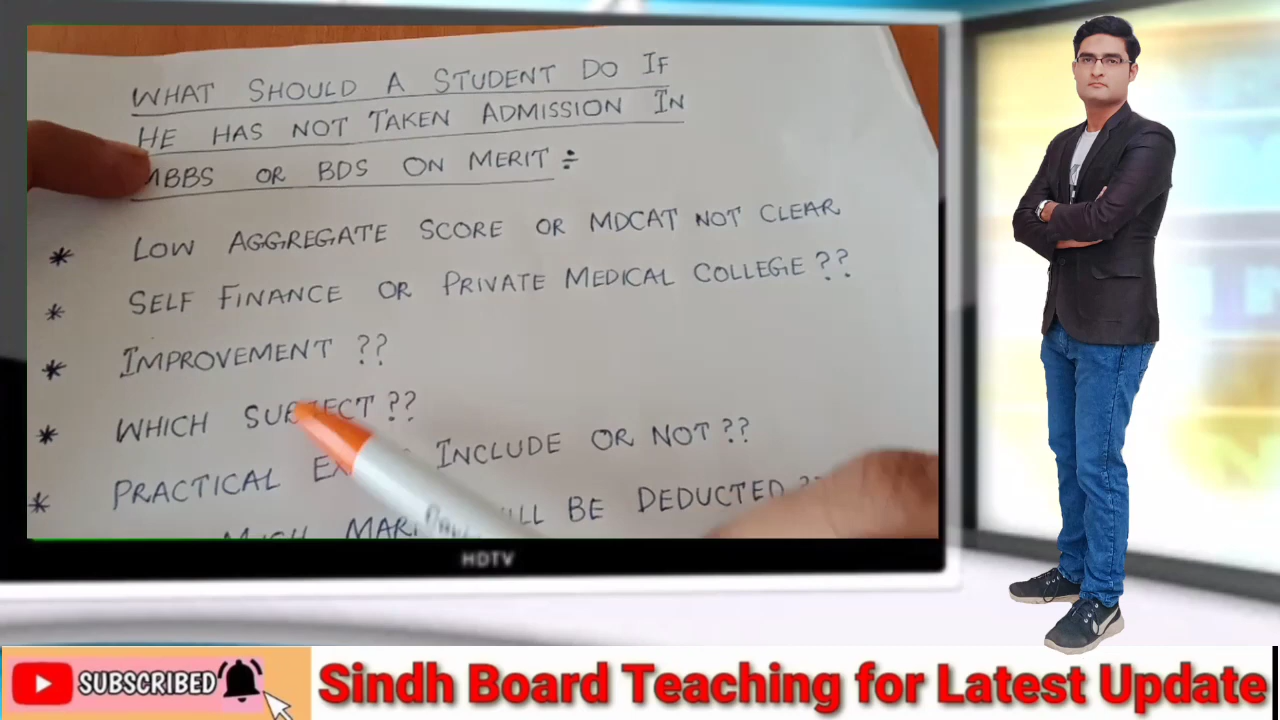 WHAT SHOULD A STUDENT DO IF
HE HAS NOT TAKEN ADMISSION IN
MBBS OR BDS ON MERIT÷
* LOW AGGREGATE SCORE OR MDCAT NOT CLEAR
* SELF FINANCE OR PRIVATE MEDICAL COLLEGE??
* IMPROVEMENT ??
* WHICH SUBJECT ??
* PRACTICAL INCLUDE OR NOT ??
MUCH BE DEDUCTED
HDTV
SUBSCRIBED
Sindh Board Teaching for Latest Update